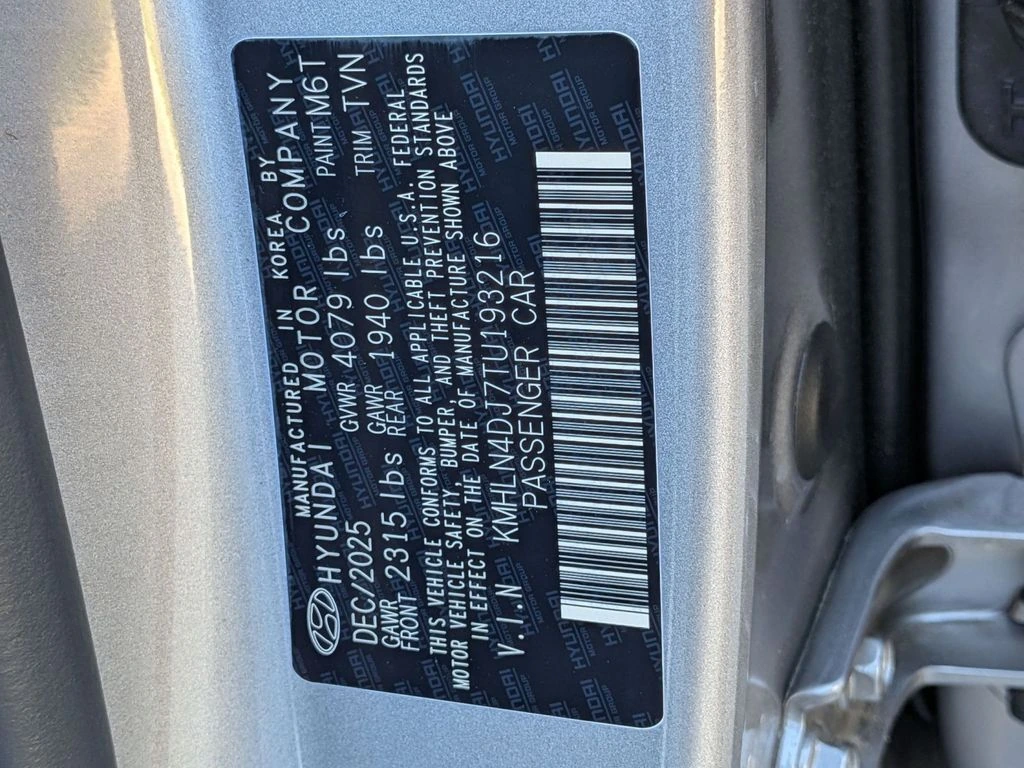 MANUFACTURED IN KOREA BY
HYUNDAI MOTOR COMPANY
DEC/2025 GVWR 4079 lbs PAINT M6T
GAWR FRONT 2315 lbs GAWR REAR 1940 lbs TRIM TVN
THIS VEHICLE CONFORMS TO ALL APPLICABLE U.S.A. FEDERAL
MOTOR VEHICLE SAFETY, BUMPER, AND THEFT PREVENTION STANDARDS
IN EFFECT ON THE DATE OF MANUFACTURE SHOWN ABOVE
V.I.N KMHLN4DJ7TU193216
PASSENGER CAR